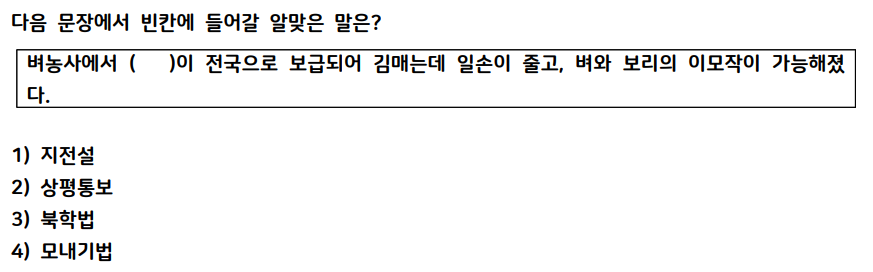 다음 문장에서 빈칸에 들어갈 알맞은 말은?
벼농사에서 (    )이 전국으로 보급되어 김매는데 일손이 줄고, 벼와 보리의 이모작이 가능해졌
다.
1) 지전설
2) 상평통보
3) 북학법
4) 모내기법